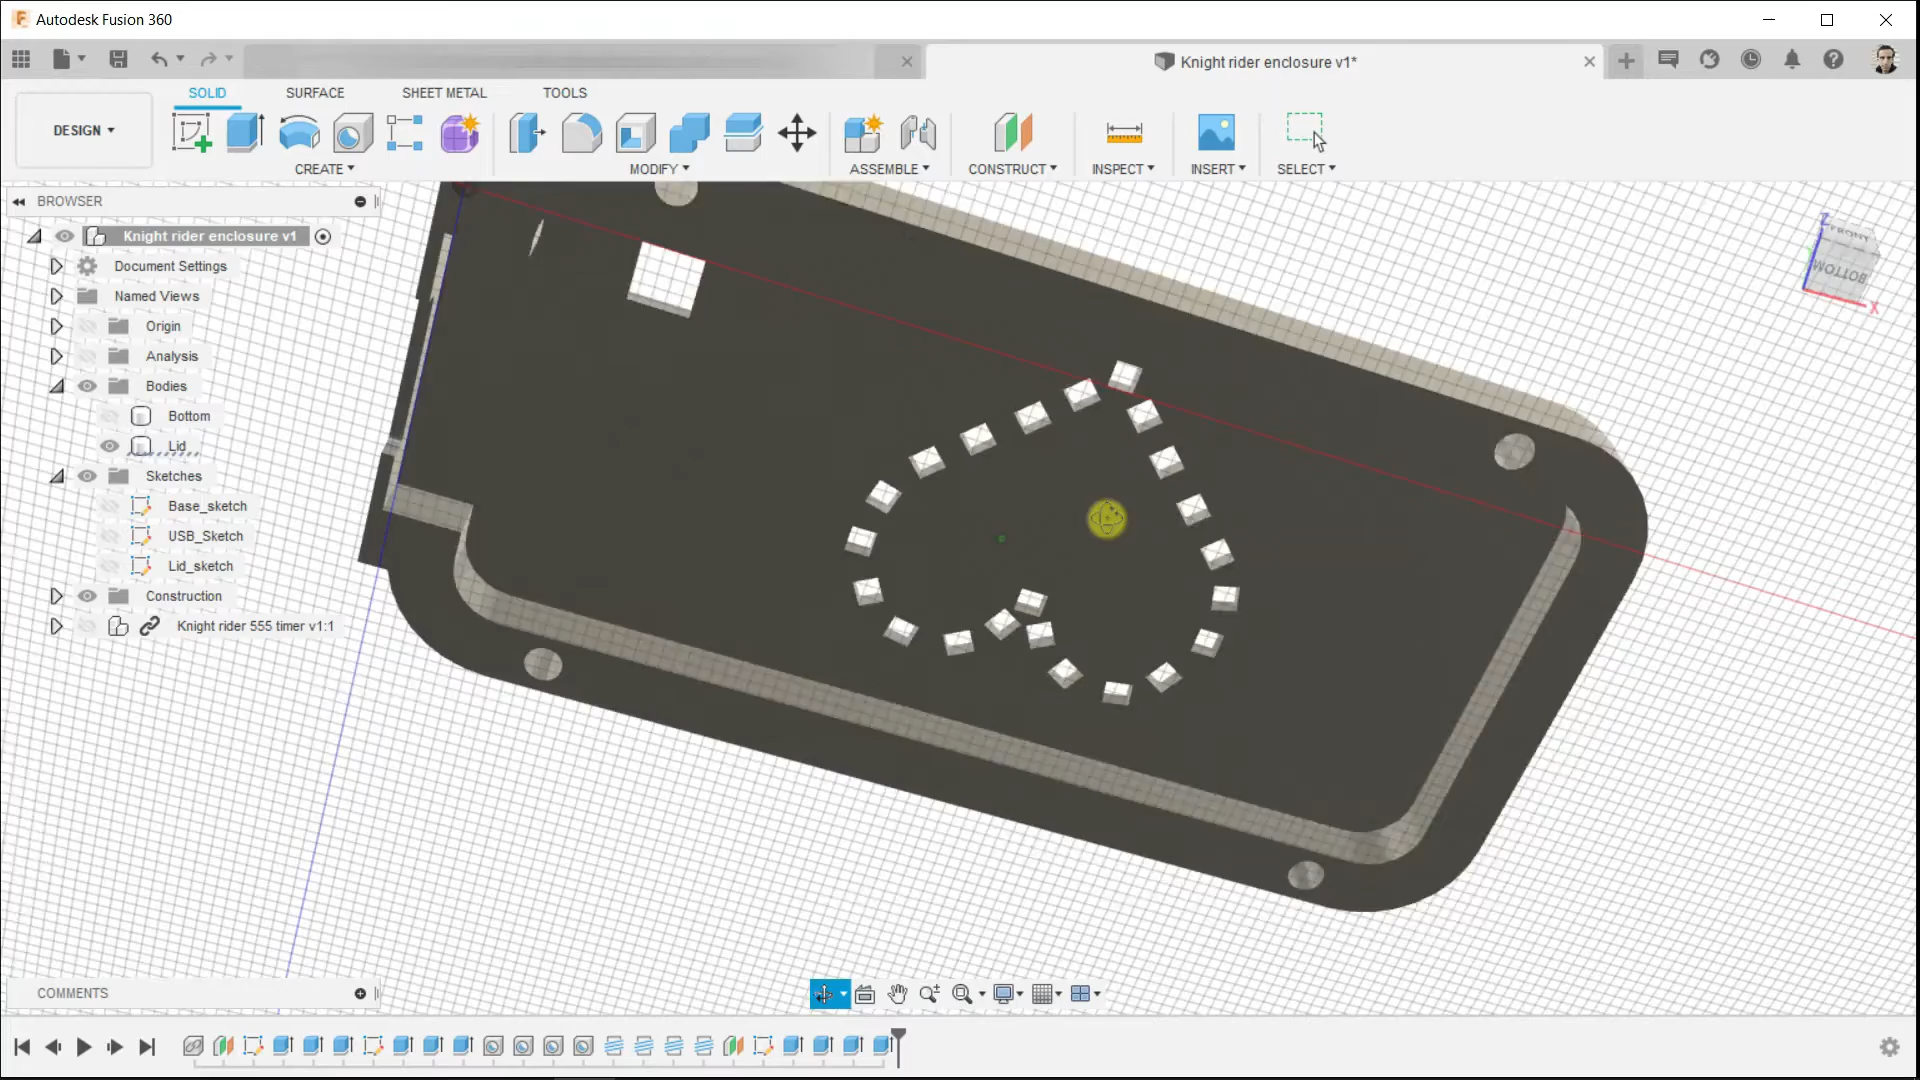 Autodesk Fusion 360
Knight rider enclosure v1*
SOLID SURFACE SHEET METAL TOOLS
DESIGN
CREATE MODIFY ASSEMBLE CONSTRUCT INSPECT INSERT SELECT
BROWSER
Knight rider enclosure v1
Document Settings
Named Views
Origin
Analysis
Bodies
Bottom
Lid
Sketches
Base_sketch
USB_Sketch
Lid_sketch
Construction
Knight rider 555 timer v1:1
Z
FRONT
BOTTOM
X
COMMENTS